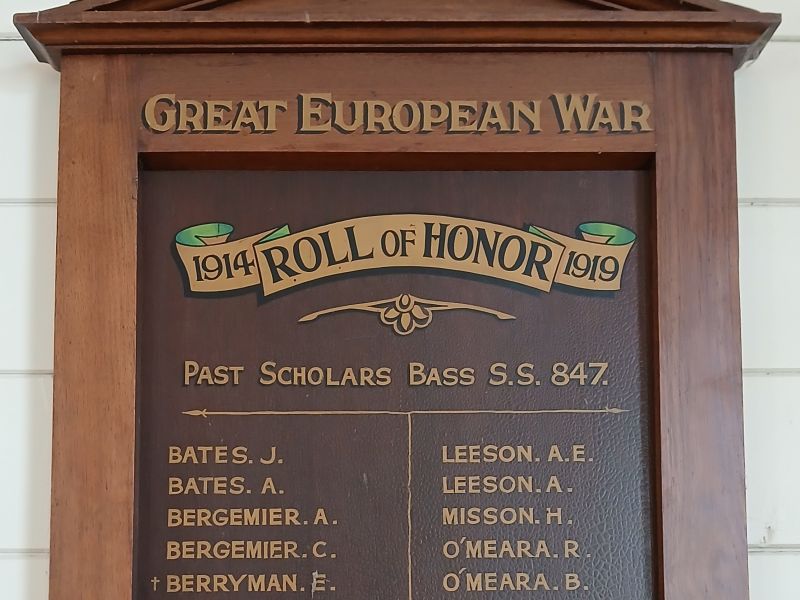 GREAT EUROPEAN WAR
1914 ROLL OF HONOR 1919
PAST SCHOLARS BASS S.S. 847.
BATES. J.
BATES. A.
BERGEMIER. A.
BERGEMIER. C.
† BERRYMAN. E.
LEESON. A.E.
LEESON. A.
MISSON. H.
O'MEARA. R.
O'MEARA. B.